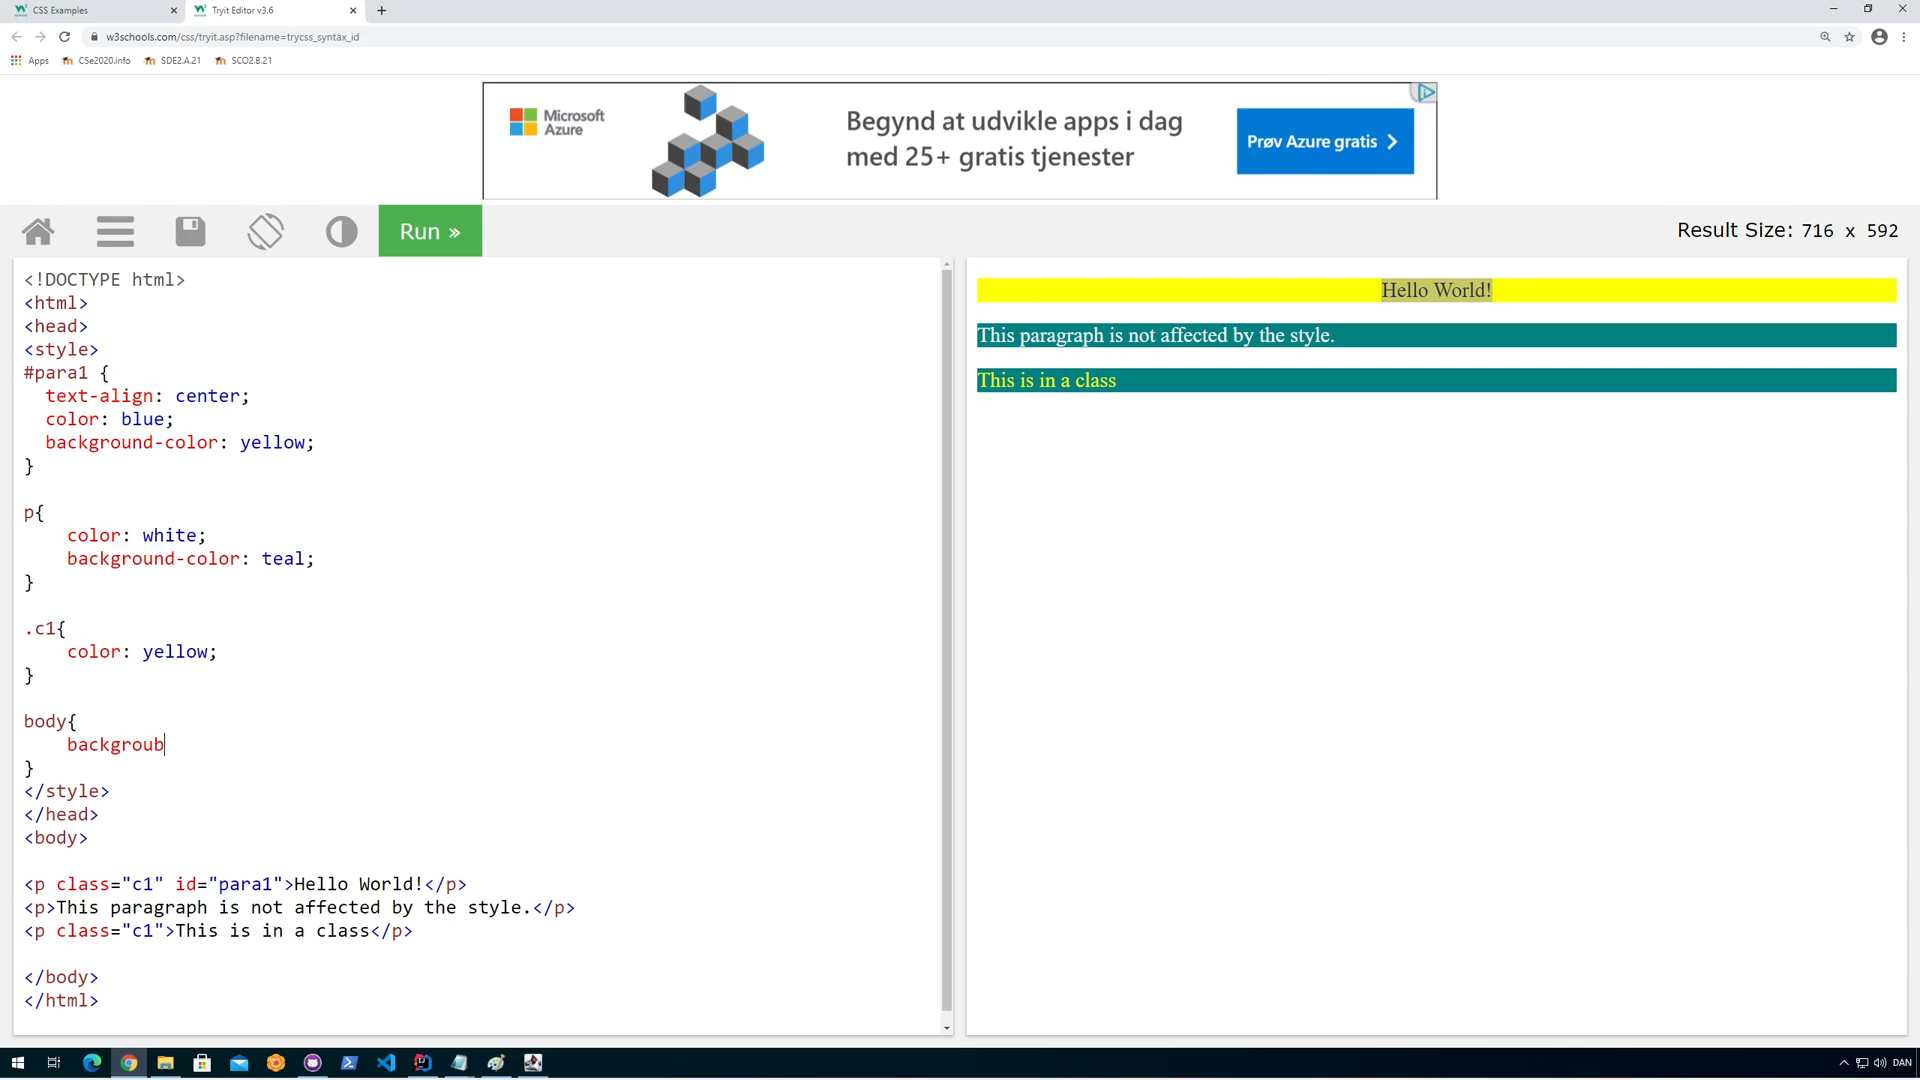 CSS Examples
Tryit Editor v3.6
w3schools.com/css/tryit.asp?filename=trycss_syntax_id
Apps
CSe2020.info
SDE2.A.21
SCO2.B.21
Microsoft
Azure
Begynd at udvikle apps i dag
med 25+ gratis tjenester
Prøv Azure gratis
Run »
Result Size: 716 x 592
<!DOCTYPE html>
<html>
<head>
<style>
#para1 {
  text-align: center;
  color: blue;
  background-color: yellow;
}
p{
    color: white;
    background-color: teal;
}
.c1{
    color: yellow;
}
body{
    backgroub
}
</style>
</head>
<body>
<p class="c1" id="para1">Hello World!</p>
<p>This paragraph is not affected by the style.</p>
<p class="c1">This is in a class</p>
</body>
</html>
Hello World!
This paragraph is not affected by the style.
This is in a class
DAN